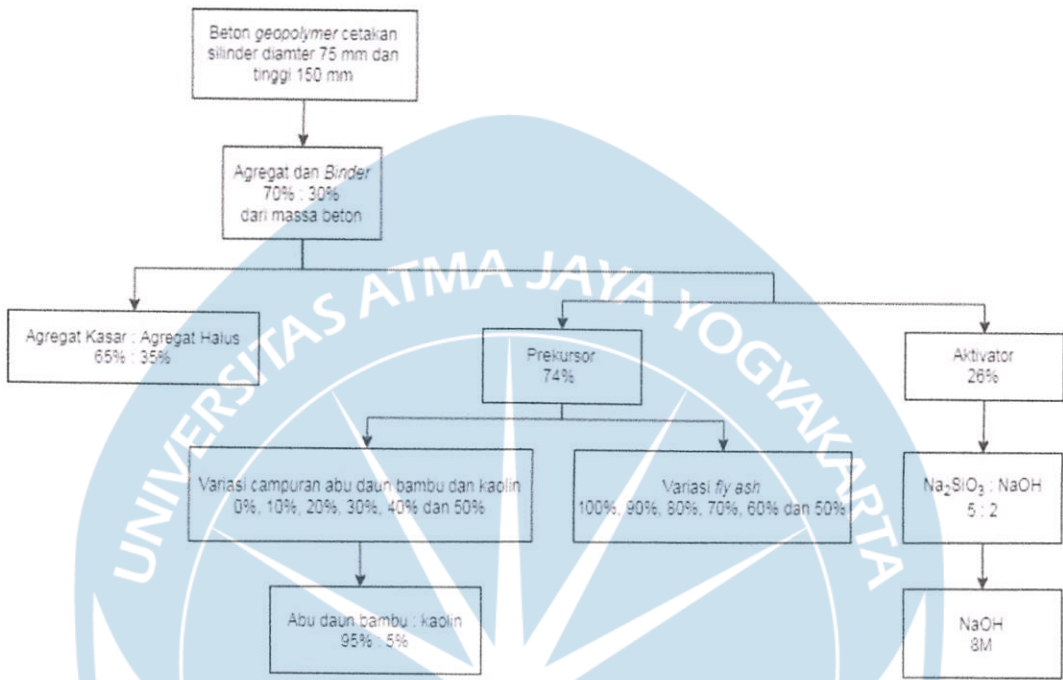 Beton geopolymer cetakan
silinder diamter 75 mm dan
tinggi 150 mm
Agregat dan Binder
70% : 30%
dari massa beton
UNIVERSITAS ATMA JAYA YOGYAKARTA
Agregat Kasar : Agregat Halus
65% : 35%
Prekursor
74%
Aktivator
26%
Variasi campuran abu daun bambu dan kaolin
0%, 10%, 20%, 30%, 40% dan 50%
Variasi fly ash
100%, 90%, 80%, 70%, 60% dan 50%
Na₂SiO₃ : NaOH
5 : 2
Abu daun bambu : kaolin
95% : 5%
NaOH
8M